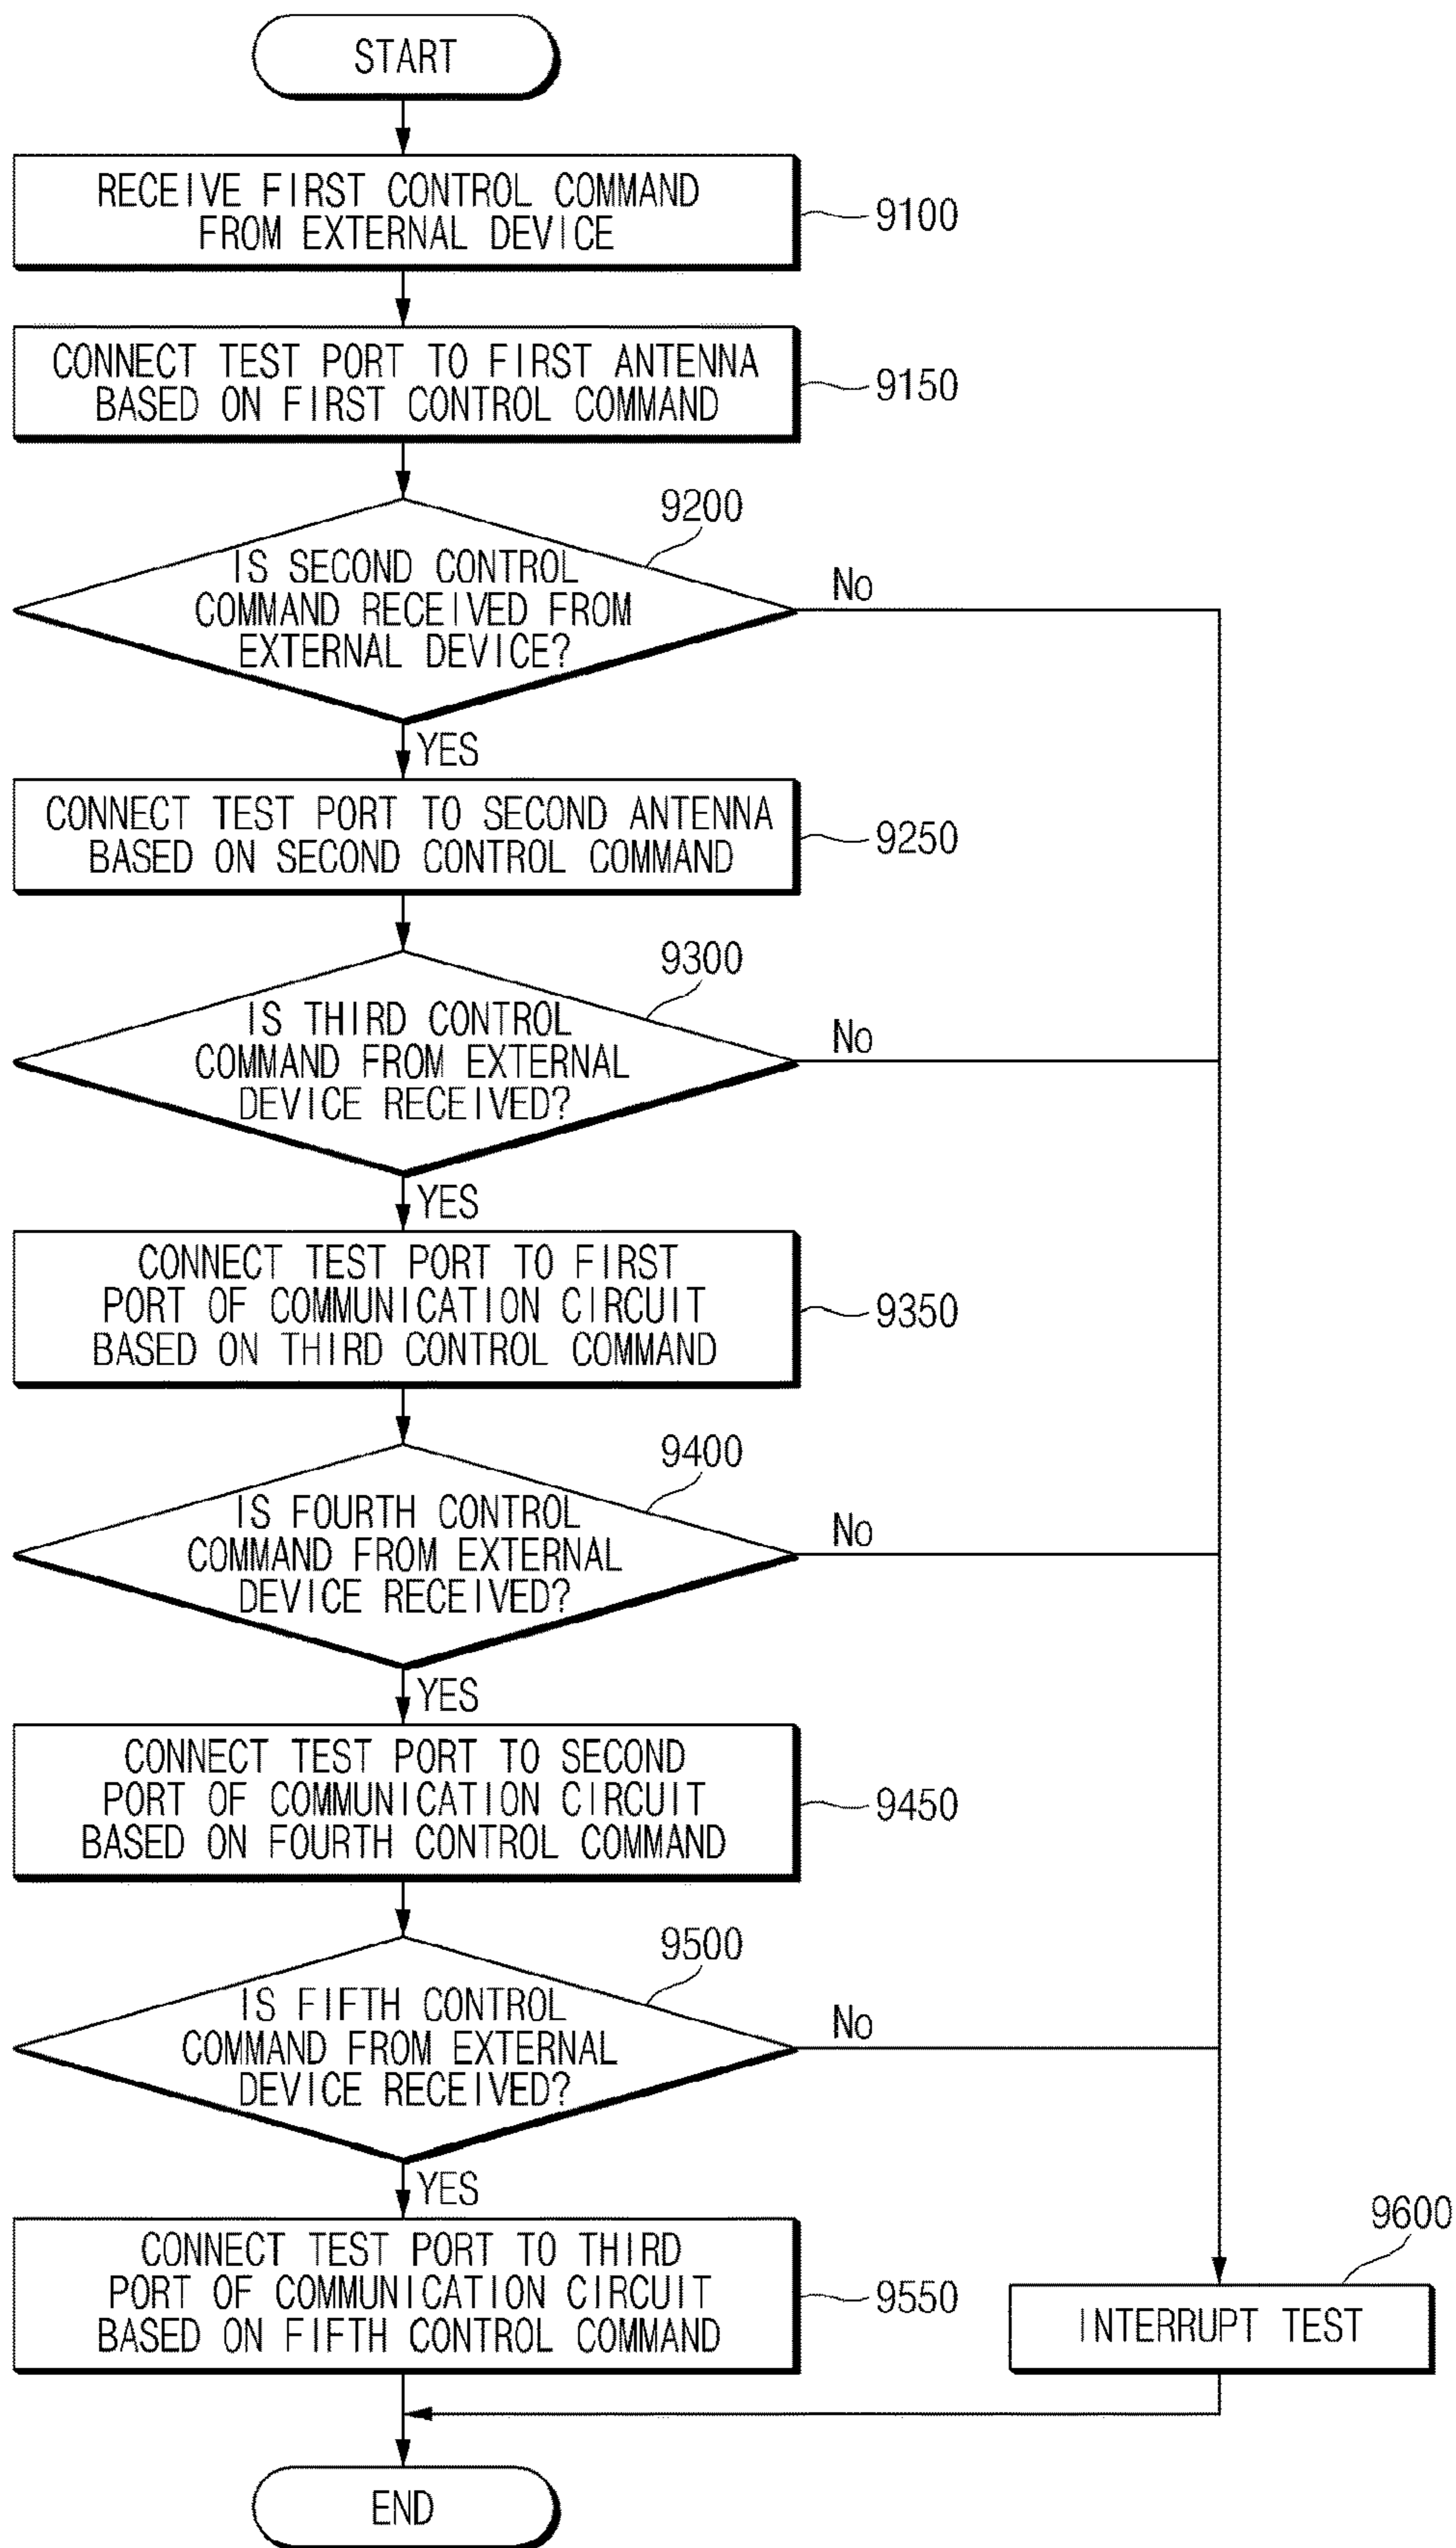 START
RECEIVE FIRST CONTROL COMMAND
FROM EXTERNAL DEVICE
9100
CONNECT TEST PORT TO FIRST ANTENNA
BASED ON FIRST CONTROL COMMAND
9150
9200
IS SECOND CONTROL
COMMAND RECEIVED FROM
EXTERNAL DEVICE?
No
YES
CONNECT TEST PORT TO SECOND ANTENNA
BASED ON SECOND CONTROL COMMAND
9250
9300
IS THIRD CONTROL
COMMAND FROM EXTERNAL
DEVICE RECEIVED?
No
YES
CONNECT TEST PORT TO FIRST
PORT OF COMMUNICATION CIRCUIT
BASED ON THIRD CONTROL COMMAND
9350
9400
IS FOURTH CONTROL
COMMAND FROM EXTERNAL
DEVICE RECEIVED?
No
YES
CONNECT TEST PORT TO SECOND
PORT OF COMMUNICATION CIRCUIT
BASED ON FOURTH CONTROL COMMAND
9450
9500
IS FIFTH CONTROL
COMMAND FROM EXTERNAL
DEVICE RECEIVED?
No
YES
CONNECT TEST PORT TO THIRD
PORT OF COMMUNICATION CIRCUIT
BASED ON FIFTH CONTROL COMMAND
9550
9600
INTERRUPT TEST
END